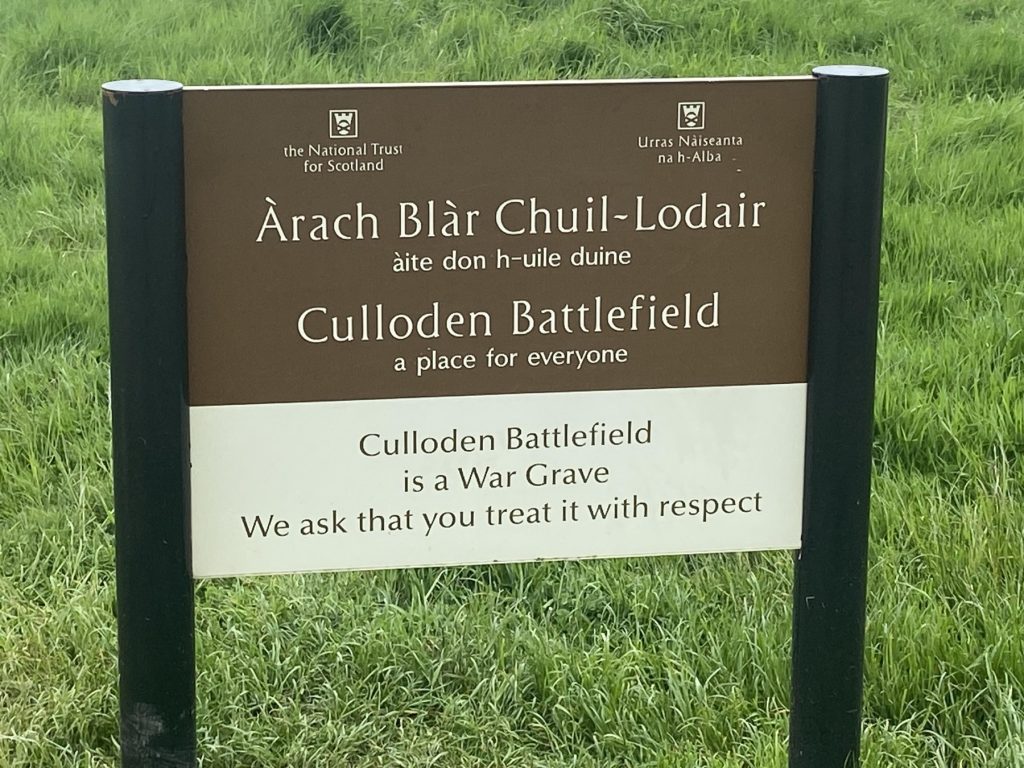 the National Trust
for Scotland
Urras Nàiseanta
na h-Alba
Àrach Blàr Chuil-Lodair
àite don h-uile duine
Culloden Battlefield
a place for everyone
Culloden Battlefield
is a War Grave
We ask that you treat it with respect